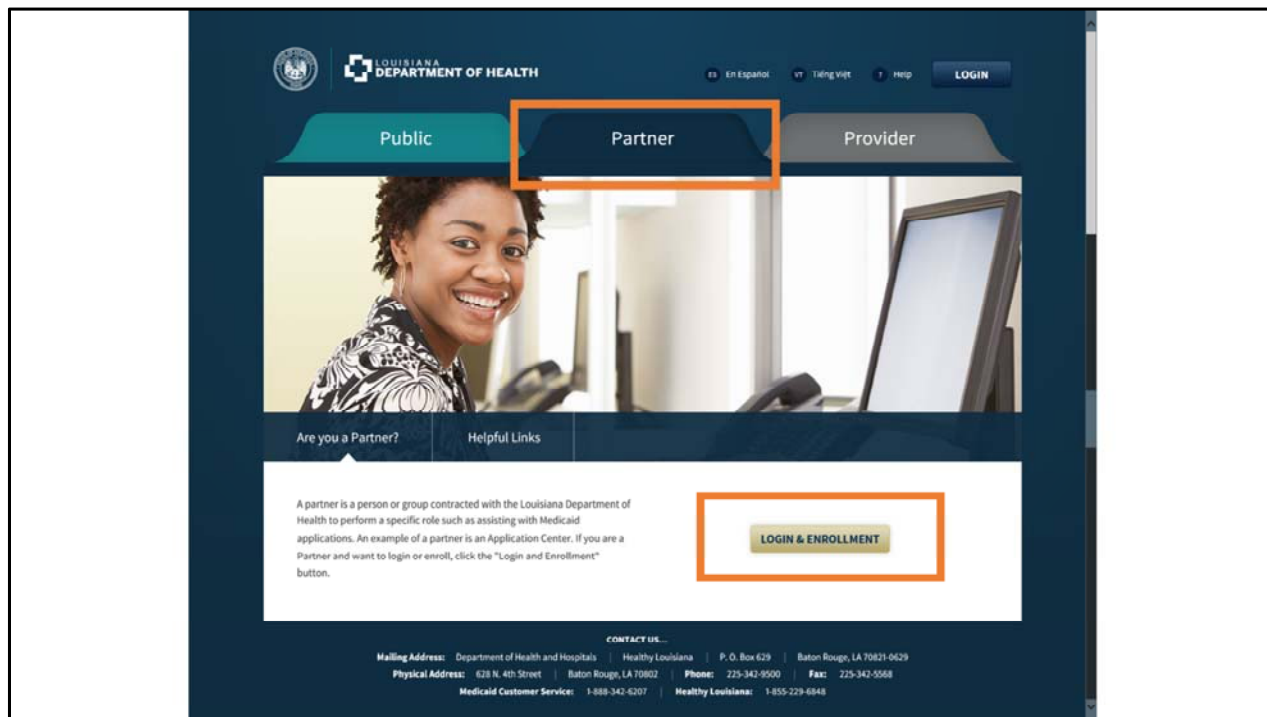 LOUISIANA
DEPARTMENT OF HEALTH
ES En Español VT Tiếng Việt ? Help LOGIN
Public Partner Provider
Are you a Partner? Helpful Links
A partner is a person or group contracted with the Louisiana Department of
Health to perform a specific role such as assisting with Medicaid
applications. An example of a partner is an Application Center. If you are a
Partner and want to login or enroll, click the "Login and Enrollment"
button.
LOGIN & ENROLLMENT
CONTACT US...
Mailing Address: Department of Health and Hospitals | Healthy Louisiana | P. O. Box 629 | Baton Rouge, LA 70821-0629
Physical Address: 628 N. 4th Street | Baton Rouge, LA 70802 | Phone: 225-342-9500 | Fax: 225-342-5568
Medicaid Customer Service: 1-888-342-6207 | Healthy Louisiana: 1-855-229-6848